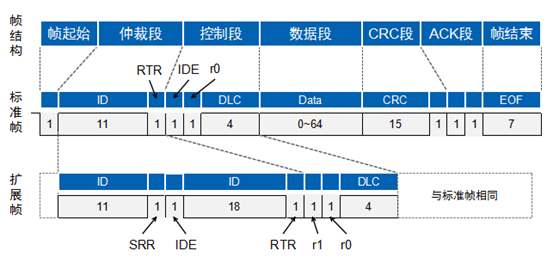 帧结构
帧起始 仲裁段 控制段 数据段 CRC段 ACK段 帧结束
RTR IDE r0
标准帧
ID DLC Data CRC EOF
1 11 1 1 1 4 0~64 15 1 1 1 7
扩展帧
ID ID DLC
11 1 1 18 1 1 1 4 与标准帧相同
SRR IDE RTR r1 r0